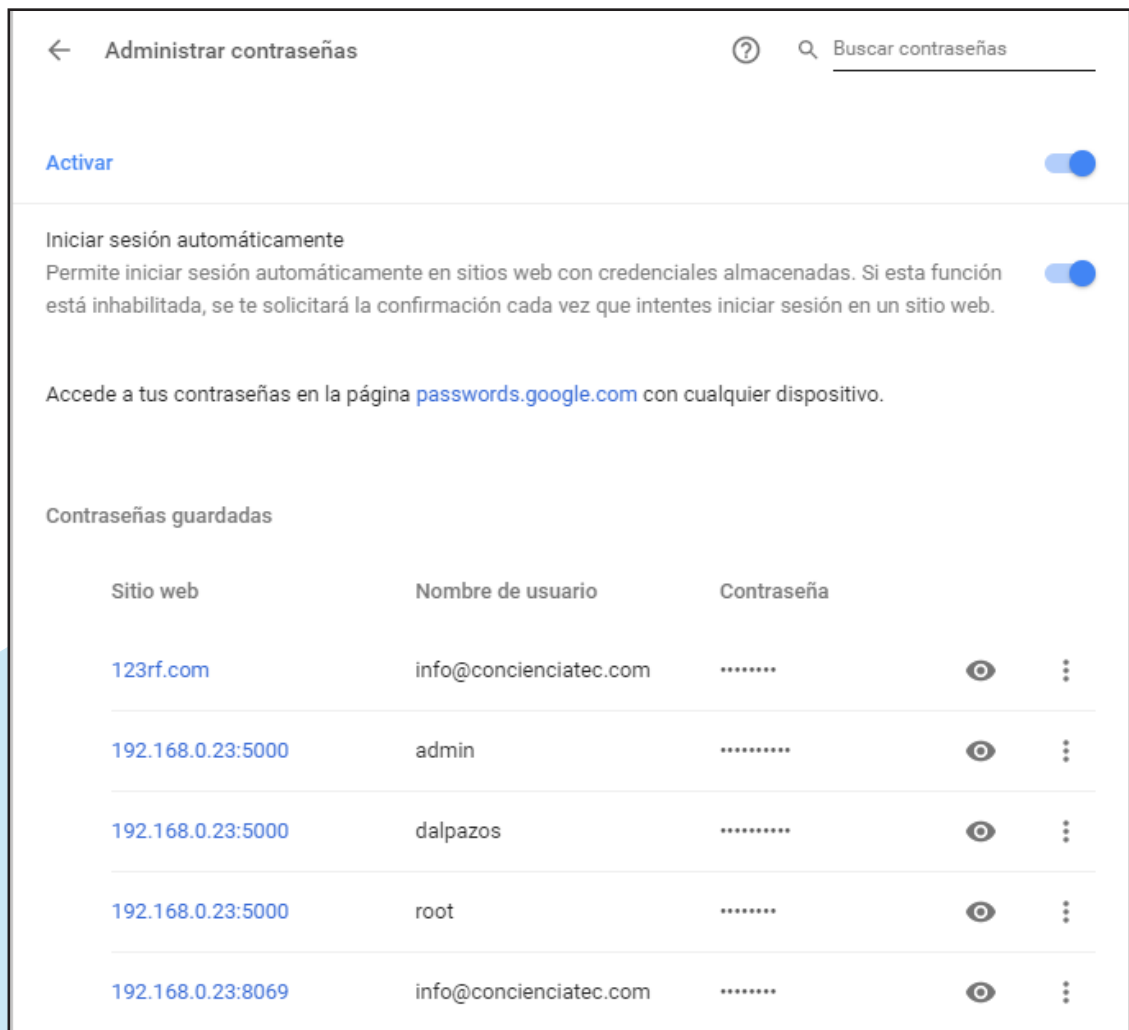 Administrar contraseñas
Buscar contraseñas
Activar
Iniciar sesión automáticamente
Permite iniciar sesión automáticamente en sitios web con credenciales almacenadas. Si esta función
está inhabilitada, se te solicitará la confirmación cada vez que intentes iniciar sesión en un sitio web.
Accede a tus contraseñas en la página passwords.google.com con cualquier dispositivo.
Contraseñas guardadas
Sitio web Nombre de usuario Contraseña
123rf.com info@concienciatec.com ••••••••
192.168.0.23:5000 admin ••••••••••
192.168.0.23:5000 dalpazos ••••••••••
192.168.0.23:5000 root ••••••••
192.168.0.23:8069 info@concienciatec.com ••••••••